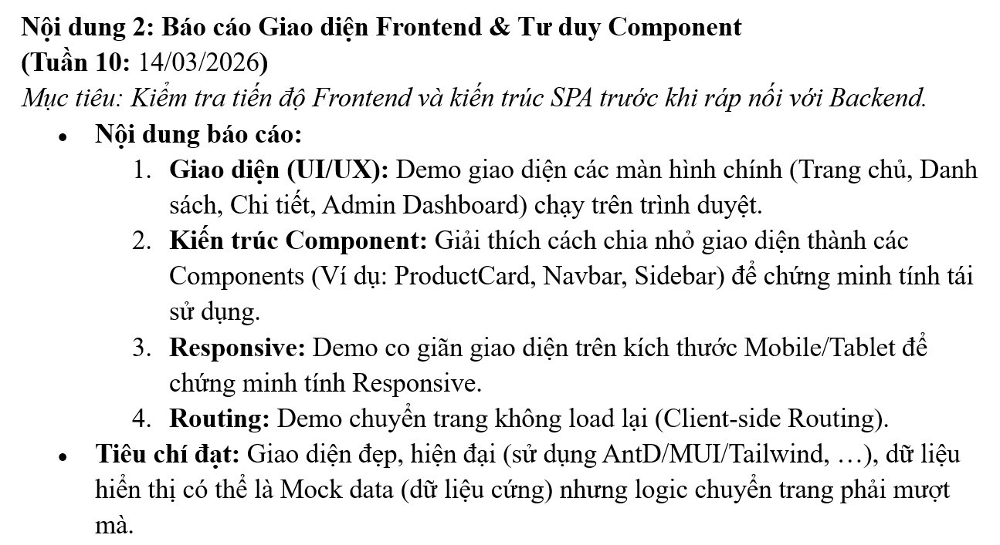 Nội dung 2: Báo cáo Giao diện Frontend & Tư duy Component
(Tuần 10: 14/03/2026)
Mục tiêu: Kiểm tra tiến độ Frontend và kiến trúc SPA trước khi ráp nối với Backend.
• Nội dung báo cáo:
1. Giao diện (UI/UX): Demo giao diện các màn hình chính (Trang chủ, Danh
sách, Chi tiết, Admin Dashboard) chạy trên trình duyệt.
2. Kiến trúc Component: Giải thích cách chia nhỏ giao diện thành các
Components (Ví dụ: ProductCard, Navbar, Sidebar) để chứng minh tính tái
sử dụng.
3. Responsive: Demo co giãn giao diện trên kích thước Mobile/Tablet để
chứng minh tính Responsive.
4. Routing: Demo chuyển trang không load lại (Client-side Routing).
• Tiêu chí đạt: Giao diện đẹp, hiện đại (sử dụng AntD/MUI/Tailwind, …), dữ liệu
hiển thị có thể là Mock data (dữ liệu cứng) nhưng logic chuyển trang phải mượt
mà.